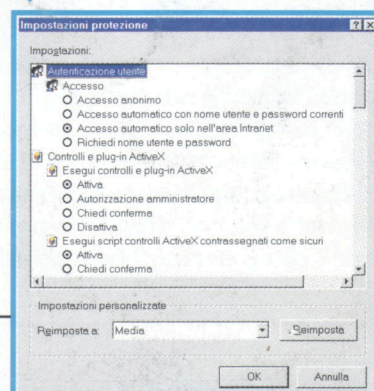 Impostazioni protezione
Impostazioni:
Autenticazione utente
Accesso
Accesso anonimo
Accesso automatico con nome utente e password correnti
Accesso automatico solo nell'area Intranet
Richiedi nome utente e password
Controlli e plug-in ActiveX
Esegui controlli e plug-in ActiveX
Attiva
Autorizzazione amministratore
Chiedi conferma
Disattiva
Esegui script controlli ActiveX contrassegnati come sicuri
Attiva
Chiedi conferma
Impostazioni personalizzate
Reimposta a: Media Reimposta
OK Annulla